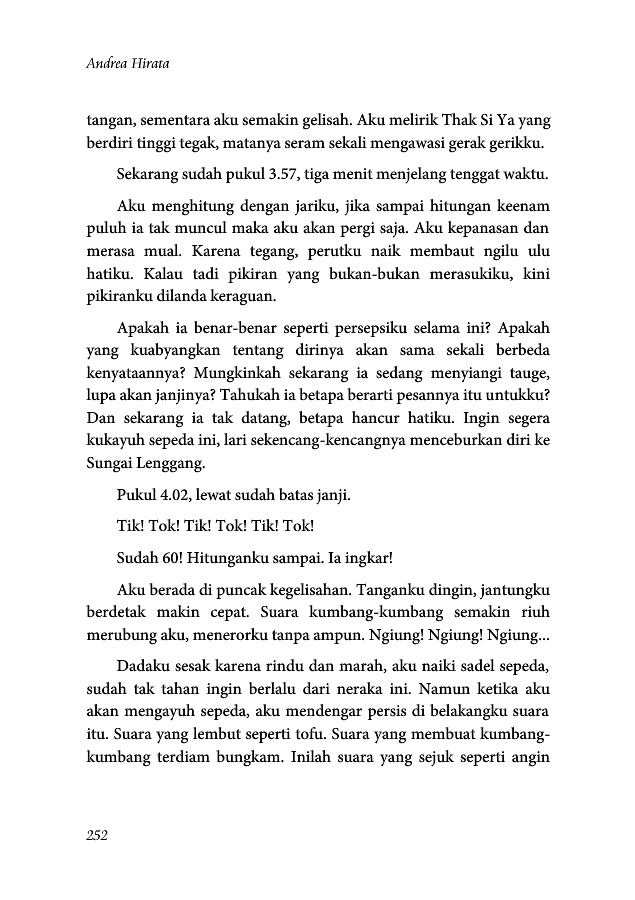 Andrea Hirata
tangan, sementara aku semakin gelisah. Aku melirik Thak Si Ya yang
berdiri tinggi tegak, matanya seram sekali mengawasi gerak gerikku.
Sekarang sudah pukul 3.57, tiga menit menjelang tenggat waktu.
Aku menghitung dengan jariku, jika sampai hitungan keenam
puluh ia tak muncul maka aku akan pergi saja. Aku kepanasan dan
merasa mual. Karena tegang, perutku naik membaut ngilu ulu
hatiku. Kalau tadi pikiran yang bukan-bukan merasukiku, kini
pikiranku dilanda keraguan.
Apakah ia benar-benar seperti persepsiku selama ini? Apakah
yang kuabyangkan tentang dirinya akan sama sekali berbeda
kenyataannya? Mungkinkah sekarang ia sedang menyiangi tauge,
lupa akan janjinya? Tahukah ia betapa berarti pesannya itu untukku?
Dan sekarang ia tak datang, betapa hancur hatiku. Ingin segera
kukayuh sepeda ini, lari sekencang-kencangnya menceburkan diri ke
Sungai Lenggang.
Pukul 4.02, lewat sudah batas janji.
Tik! Tok! Tik! Tok! Tik! Tok!
Sudah 60! Hitunganku sampai. Ia ingkar!
Aku berada di puncak kegelisahan. Tanganku dingin, jantungku
berdetak makin cepat. Suara kumbang-kumbang semakin riuh
merubung aku, menerorku tanpa ampun. Ngiung! Ngiung! Ngiung...
Dadaku sesak karena rindu dan marah, aku naiki sadel sepeda,
sudah tak tahan ingin berlalu dari neraka ini. Namun ketika aku
akan mengayuh sepeda, aku mendengar persis di belakangku suara
itu. Suara yang lembut seperti tofu. Suara yang membuat kumbang-
kumbang terdiam bungkam. Inilah suara yang sejuk seperti angin
252